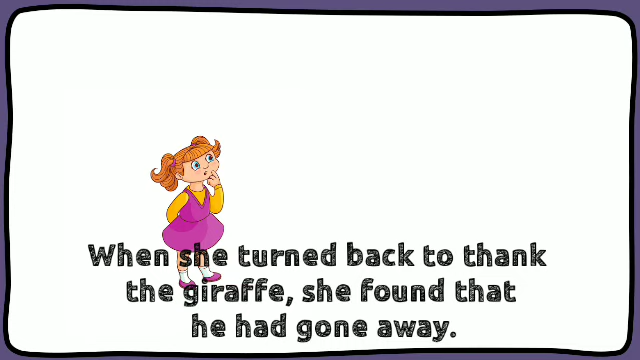 When she turned back to thank
the giraffe, she found that
he had gone away.